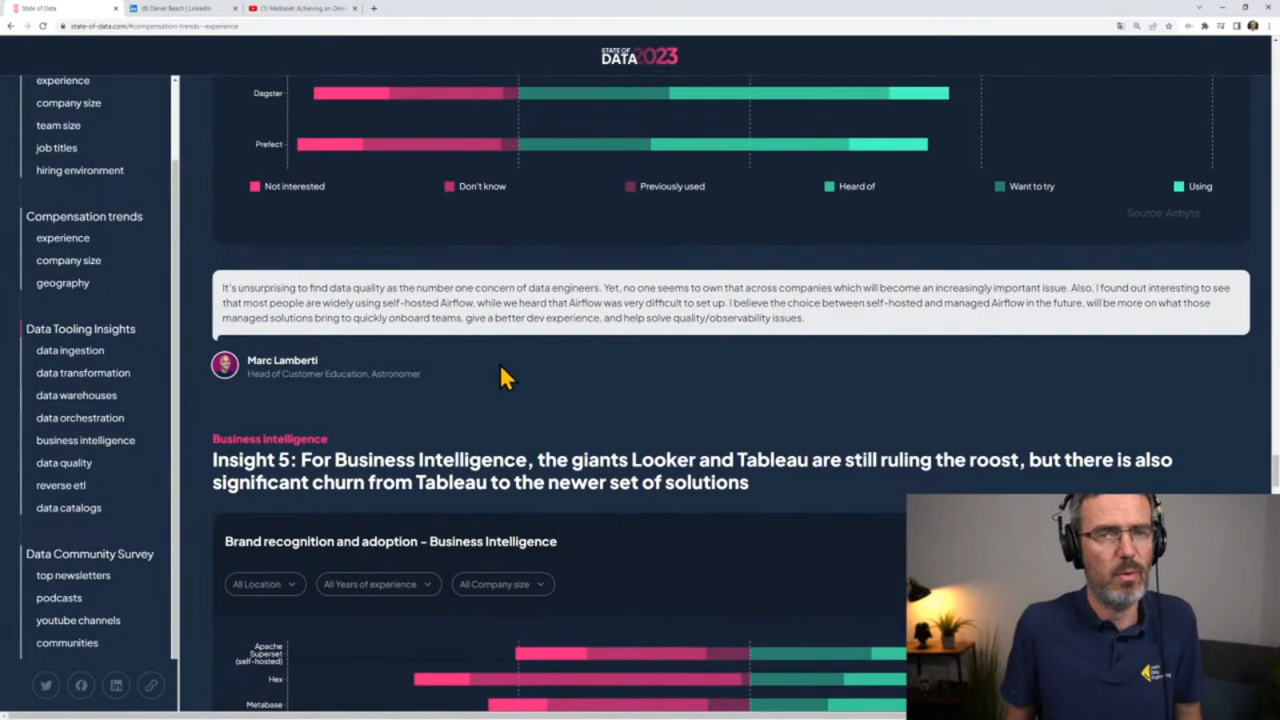 State of Data
(6) Daniel Beach | LinkedIn
(1) Mediaset: Achieving an Omni
state-of-data.com/#compensation-trends--experience
STATE OF
DATA 2023
experience
company size
team size
job titles
hiring environment
Compensation trends
experience
company size
geography
Data Tooling Insights
data ingestion
data transformation
data warehouses
data orchestration
business intelligence
data quality
reverse etl
data catalogs
Data Community Survey
top newsletters
podcasts
youtube channels
communities
Dagster
Prefect
Not interested
Don't know
Previously used
Heard of
Want to try
Using
Source: Airbyte
It's unsurprising to find data quality as the number one concern of data engineers. Yet, no one seems to own that across companies which will become an increasingly important issue. Also, I found out interesting to see
that most people are widely using self-hosted Airflow, while we heard that Airflow was very difficult to set up. I believe the choice between self-hosted and managed Airflow in the future, will be more on what those
managed solutions bring to quickly onboard teams, give a better dev experience, and help solve quality/observability issues.
Marc Lamberti
Head of Customer Education, Astronomer
Business Intelligence
Insight 5: For Business Intelligence, the giants Looker and Tableau are still ruling the roost, but there is also
significant churn from Tableau to the newer set of solutions
Brand recognition and adoption - Business Intelligence
All Location
All Years of experience
All Company size
Apache
Superset
(self-hosted)
Hex
Metabase